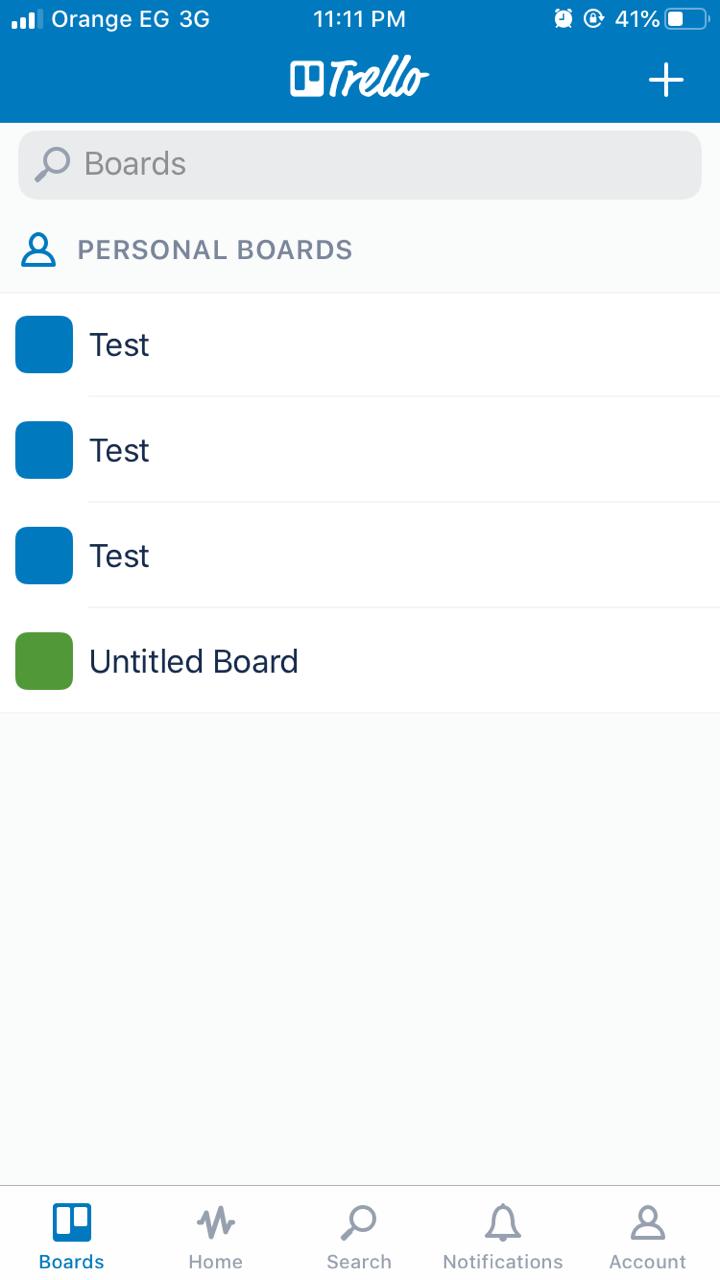 Orange EG 3G 11:11 PM 41%
Trello
Boards
PERSONAL BOARDS
Test
Test
Test
Untitled Board
Boards Home Search Notifications Account